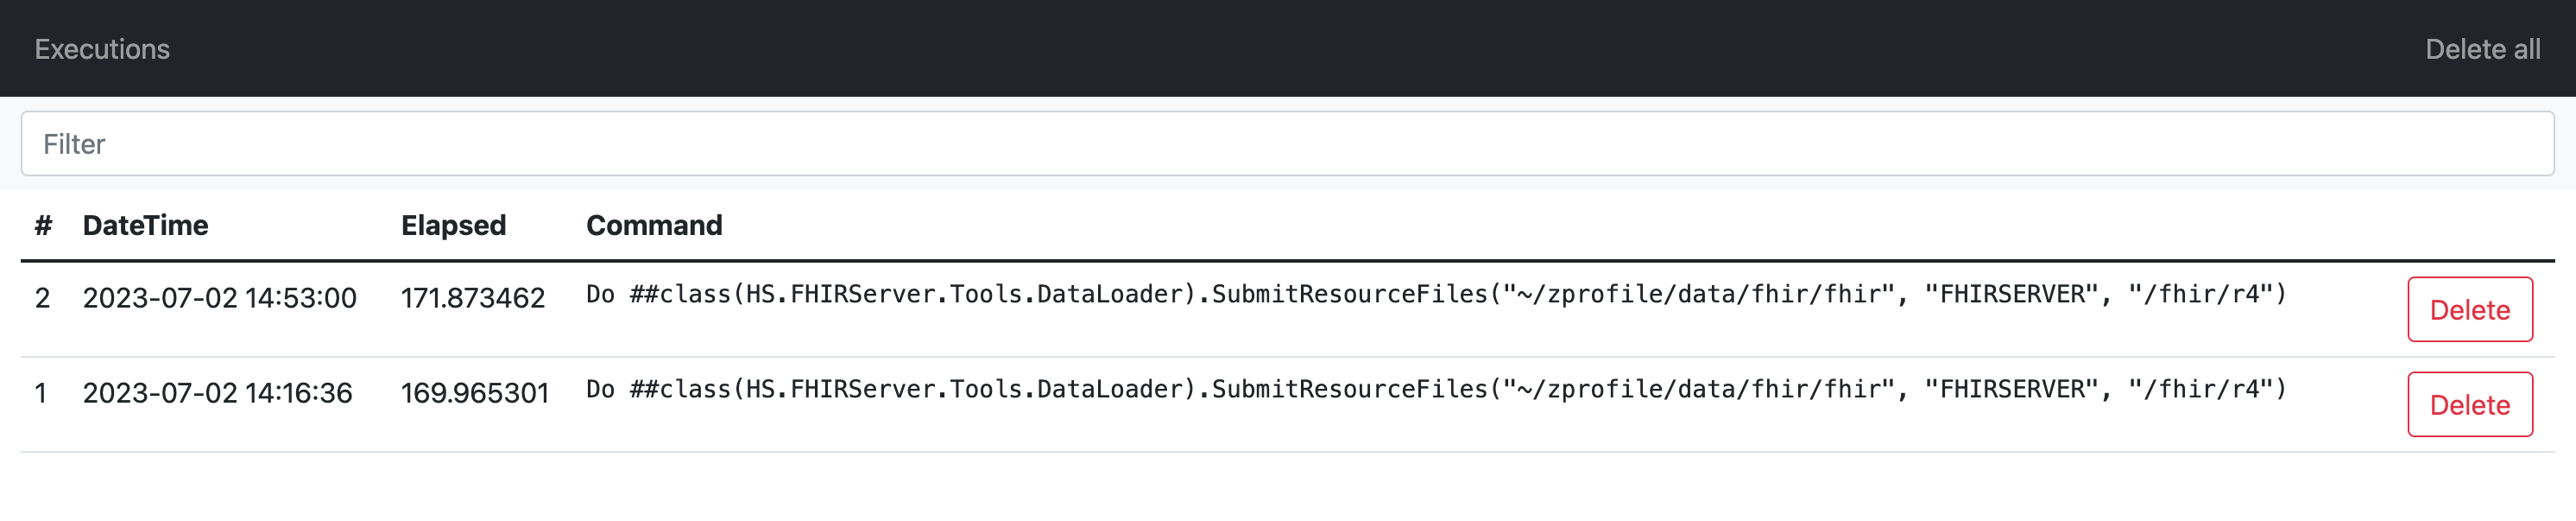 Executions Delete all
Filter
# DateTime Elapsed Command
2 2023-07-02 14:53:00 171.873462 Do ##class(HS.FHIRServer.Tools.DataLoader).SubmitResourceFiles("~/zprofile/data/fhir/fhir", "FHIRSERVER", "/fhir/r4") Delete
1 2023-07-02 14:16:36 169.965301 Do ##class(HS.FHIRServer.Tools.DataLoader).SubmitResourceFiles("~/zprofile/data/fhir/fhir", "FHIRSERVER", "/fhir/r4") Delete